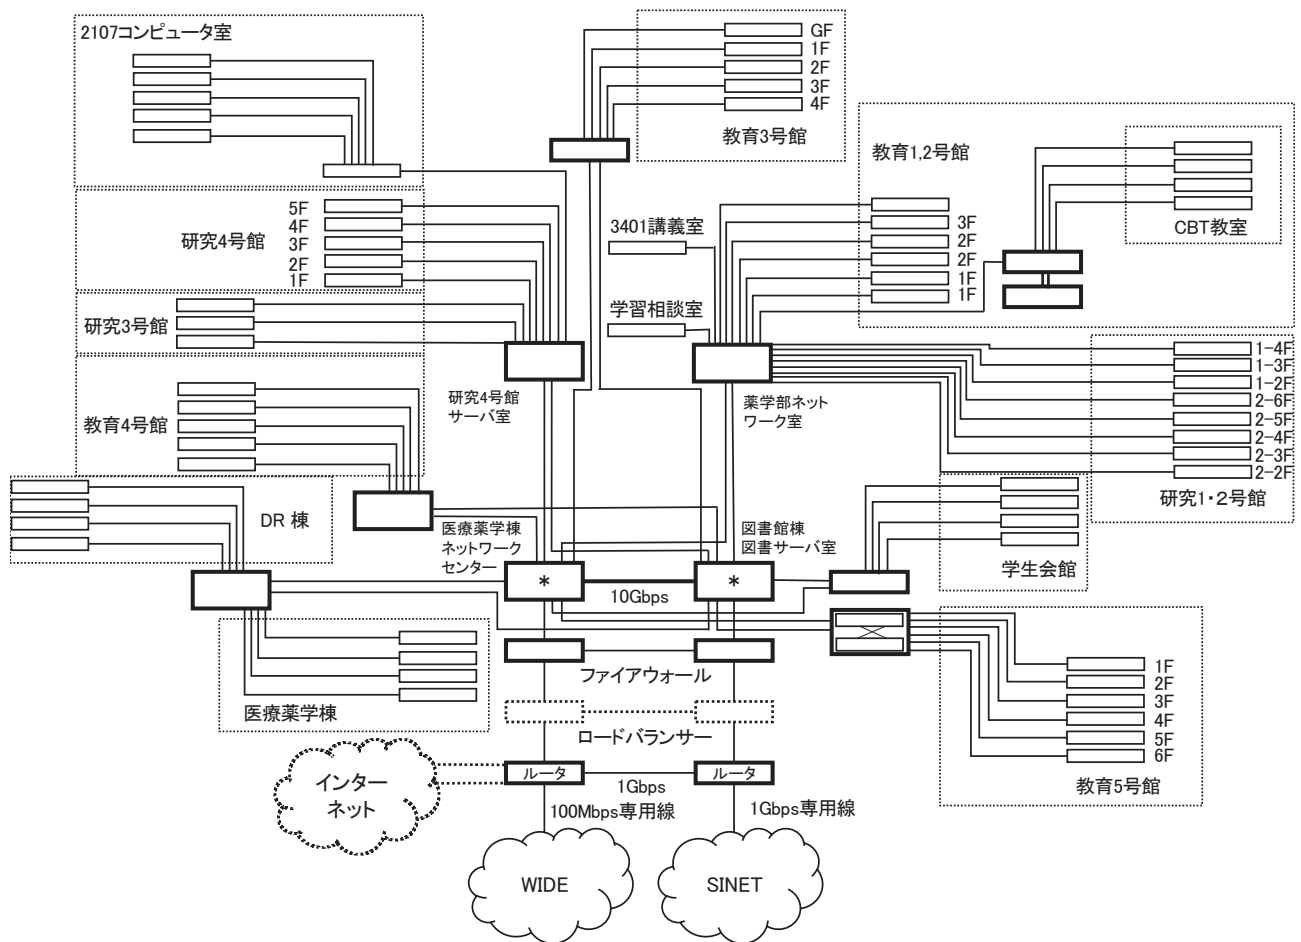 2107コンピュータ室
GF
1F
2F
3F
4F
教育3号館
教育1,2号館
CBT教室
3F
2F
2F
1F
1F
3401講義室
学習相談室
5F
4F
3F
2F
1F
研究4号館
研究3号館
教育4号館
研究4号館
サーバ室
薬学部ネット
ワーク室
1-4F
1-3F
1-2F
2-6F
2-5F
2-4F
2-3F
2-2F
研究1・2号館
DR 棟
医療薬学棟
ネットワーク
センター
図書館棟
図書サーバ室
学生会館
*
*
10Gbps
ファイアウォール
医療薬学棟
ロードバランサー
1F
2F
3F
4F
5F
6F
教育5号館
インター
ネット
ルータ
ルータ
1Gbps
100Mbps専用線
1Gbps専用線
WIDE
SINET